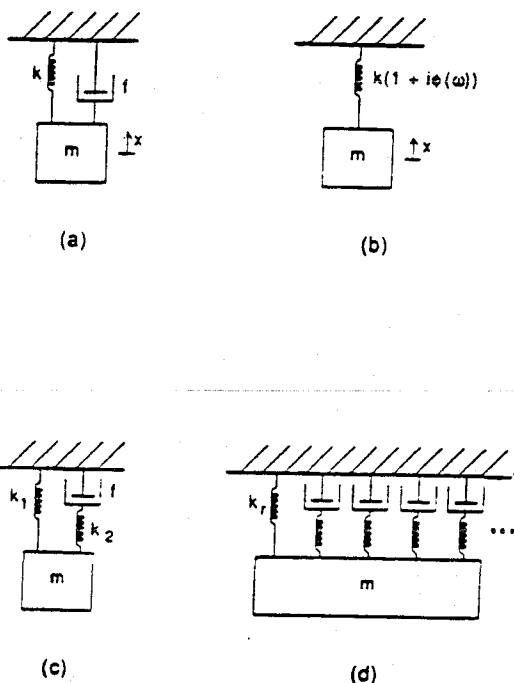 k
f
m
x
(a)
k(1 + iφ(ω))
m
x
(b)
k₁
f
k₂
m
(c)
kᵣ
...
m
(d)